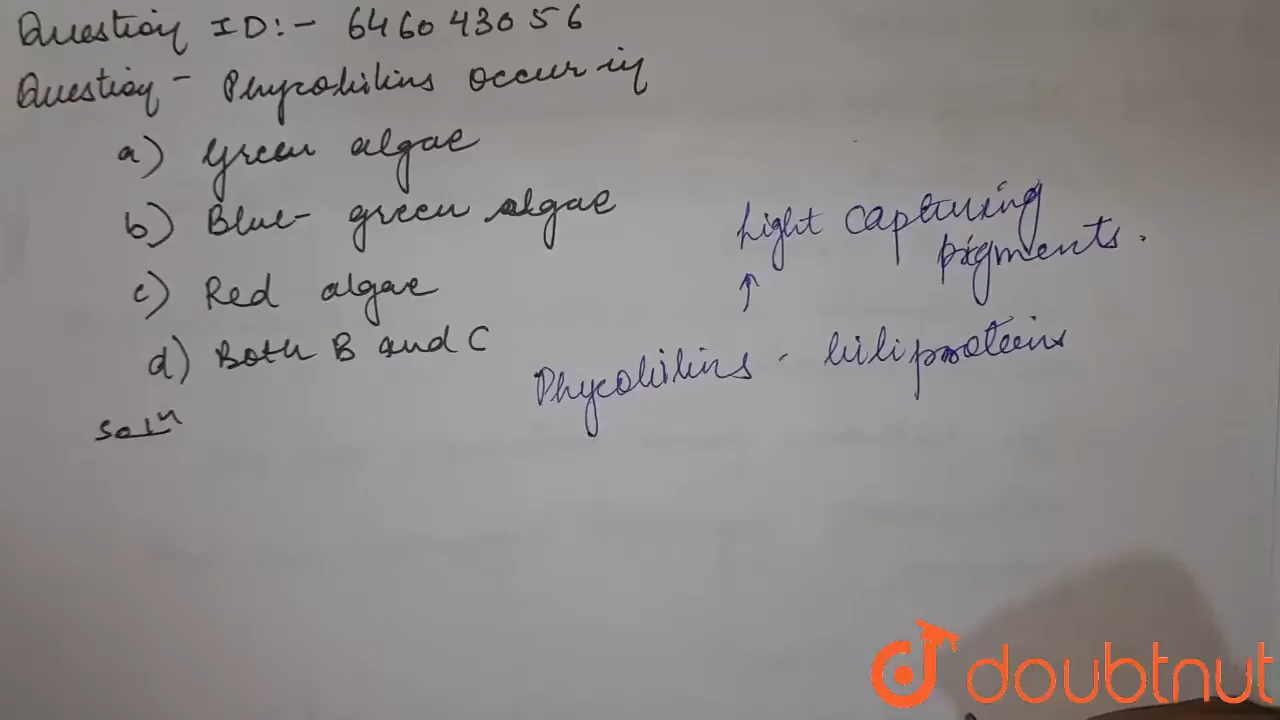 Question ID:- 646043056
Question - Phycobilins occur in
a) Green algae
b) Blue-green algae
c) Red algae
d) Both B and C
Soln
Light capturing
pigments.
↑
Phycobilins - biliproteins
doubtnut